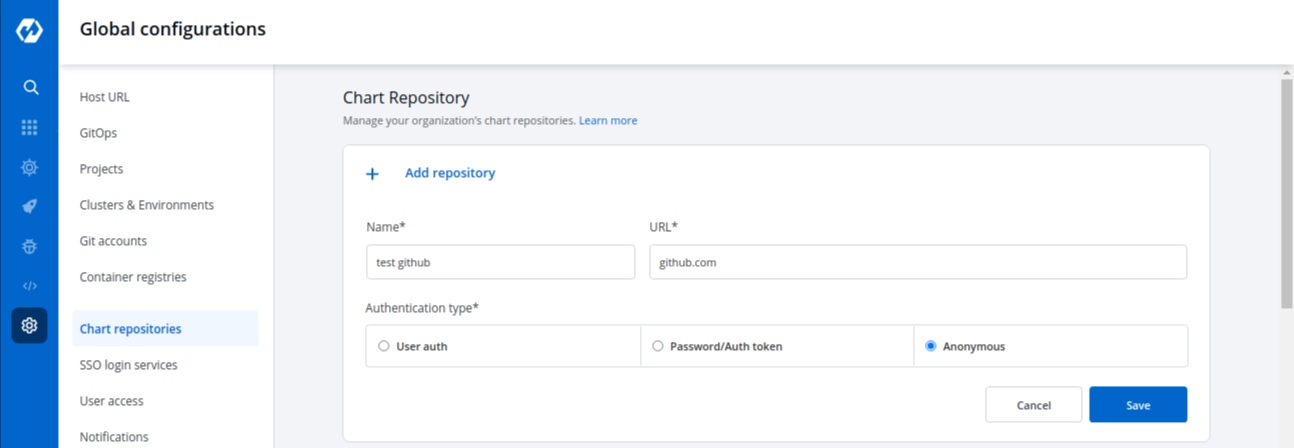 Global configurations
Host URL
GitOps
Projects
Clusters & Environments
Git accounts
Container registries
Chart repositories
SSO login services
User access
Notifications
Chart Repository
Manage your organization's chart repositories. Learn more
+ Add repository
Name* URL*
test github github.com
Authentication type*
User auth Password/Auth token Anonymous
Cancel Save